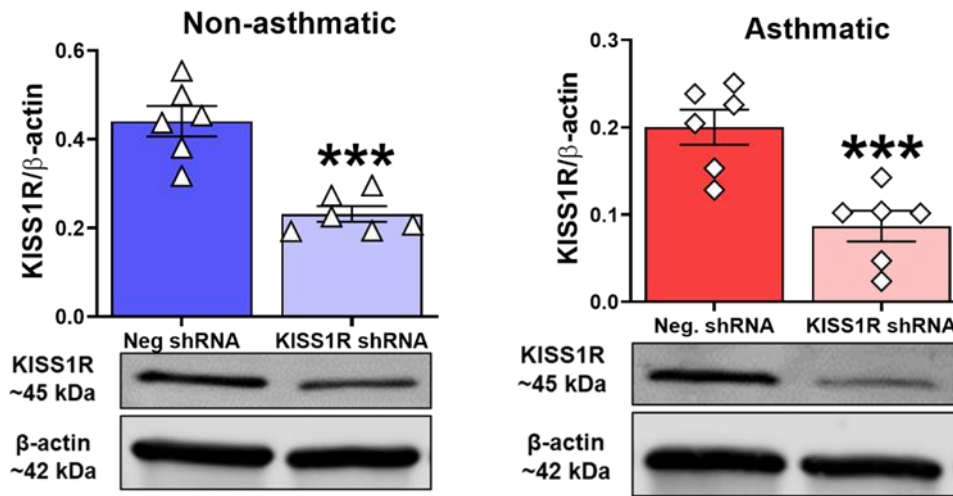 Non-asthmatic
KISS1R/β-actin
0.6
0.4
0.2
0.0
***
Neg shRNA KISS1R shRNA
KISS1R
~45 kDa
β-actin
~42 kDa
Asthmatic
KISS1R/β-actin
0.3
0.2
0.1
0.0
***
Neg. shRNA KISS1R shRNA
KISS1R
~45 kDa
β-actin
~42 kDa